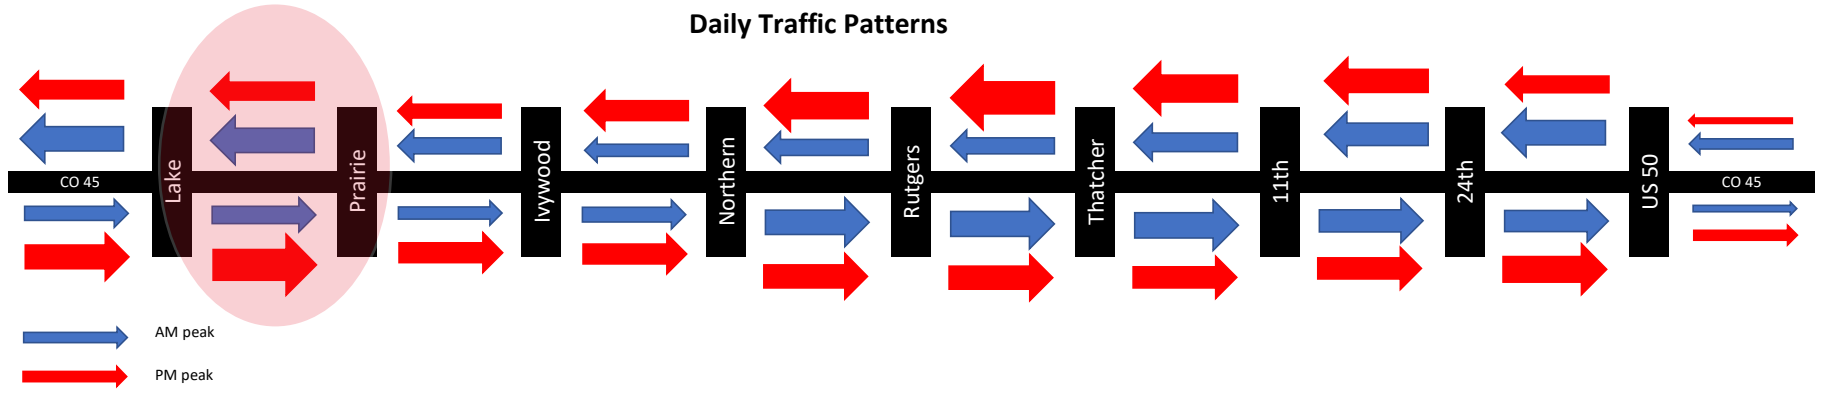 Daily Traffic Patterns
CO 45
Lake
Prairie
Ivywood
Northern
Rutgers
Thatcher
11th
24th
US 50
CO 45
AM peak
PM peak